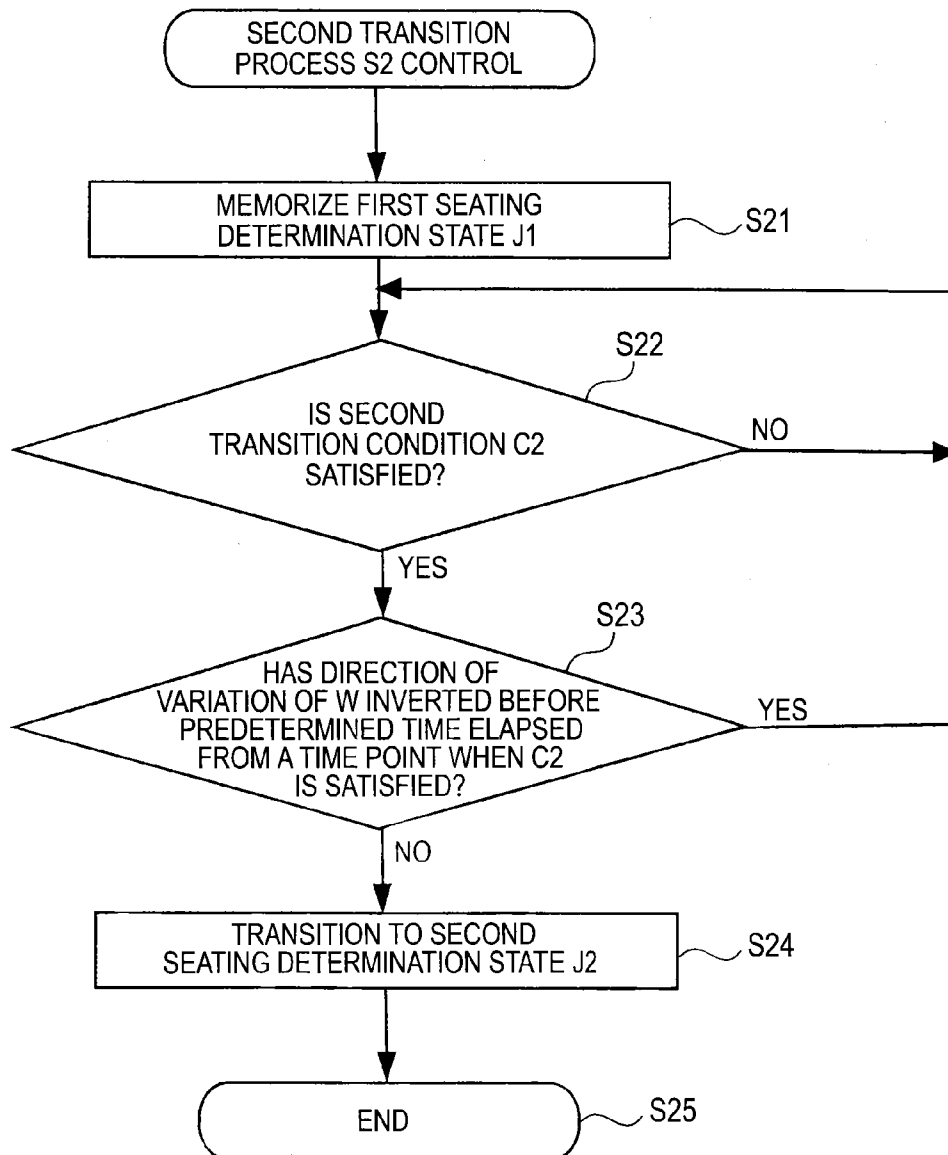 SECOND TRANSITION
PROCESS S2 CONTROL
MEMORIZE FIRST SEATING
DETERMINATION STATE J1
S21
S22
IS SECOND
TRANSITION CONDITION C2
SATISFIED?
NO
YES
S23
HAS DIRECTION OF
VARIATION OF W INVERTED BEFORE
PREDETERMINED TIME ELAPSED
FROM A TIME POINT WHEN C2
IS SATISFIED?
YES
NO
TRANSITION TO SECOND
SEATING DETERMINATION STATE J2
S24
END
S25